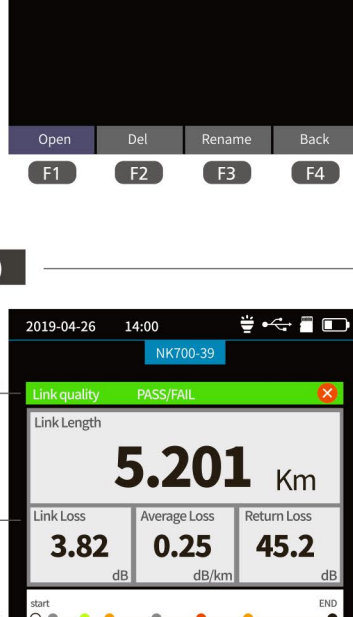 Open Del Rename Back
F1 F2 F3 F4
2019-04-26 14:00
NK700-39
Link quality PASS/FAIL
Link Length
5.201 Km
Link Loss Average Loss Return Loss
3.82 0.25 45.2
dB dB/km dB
start END